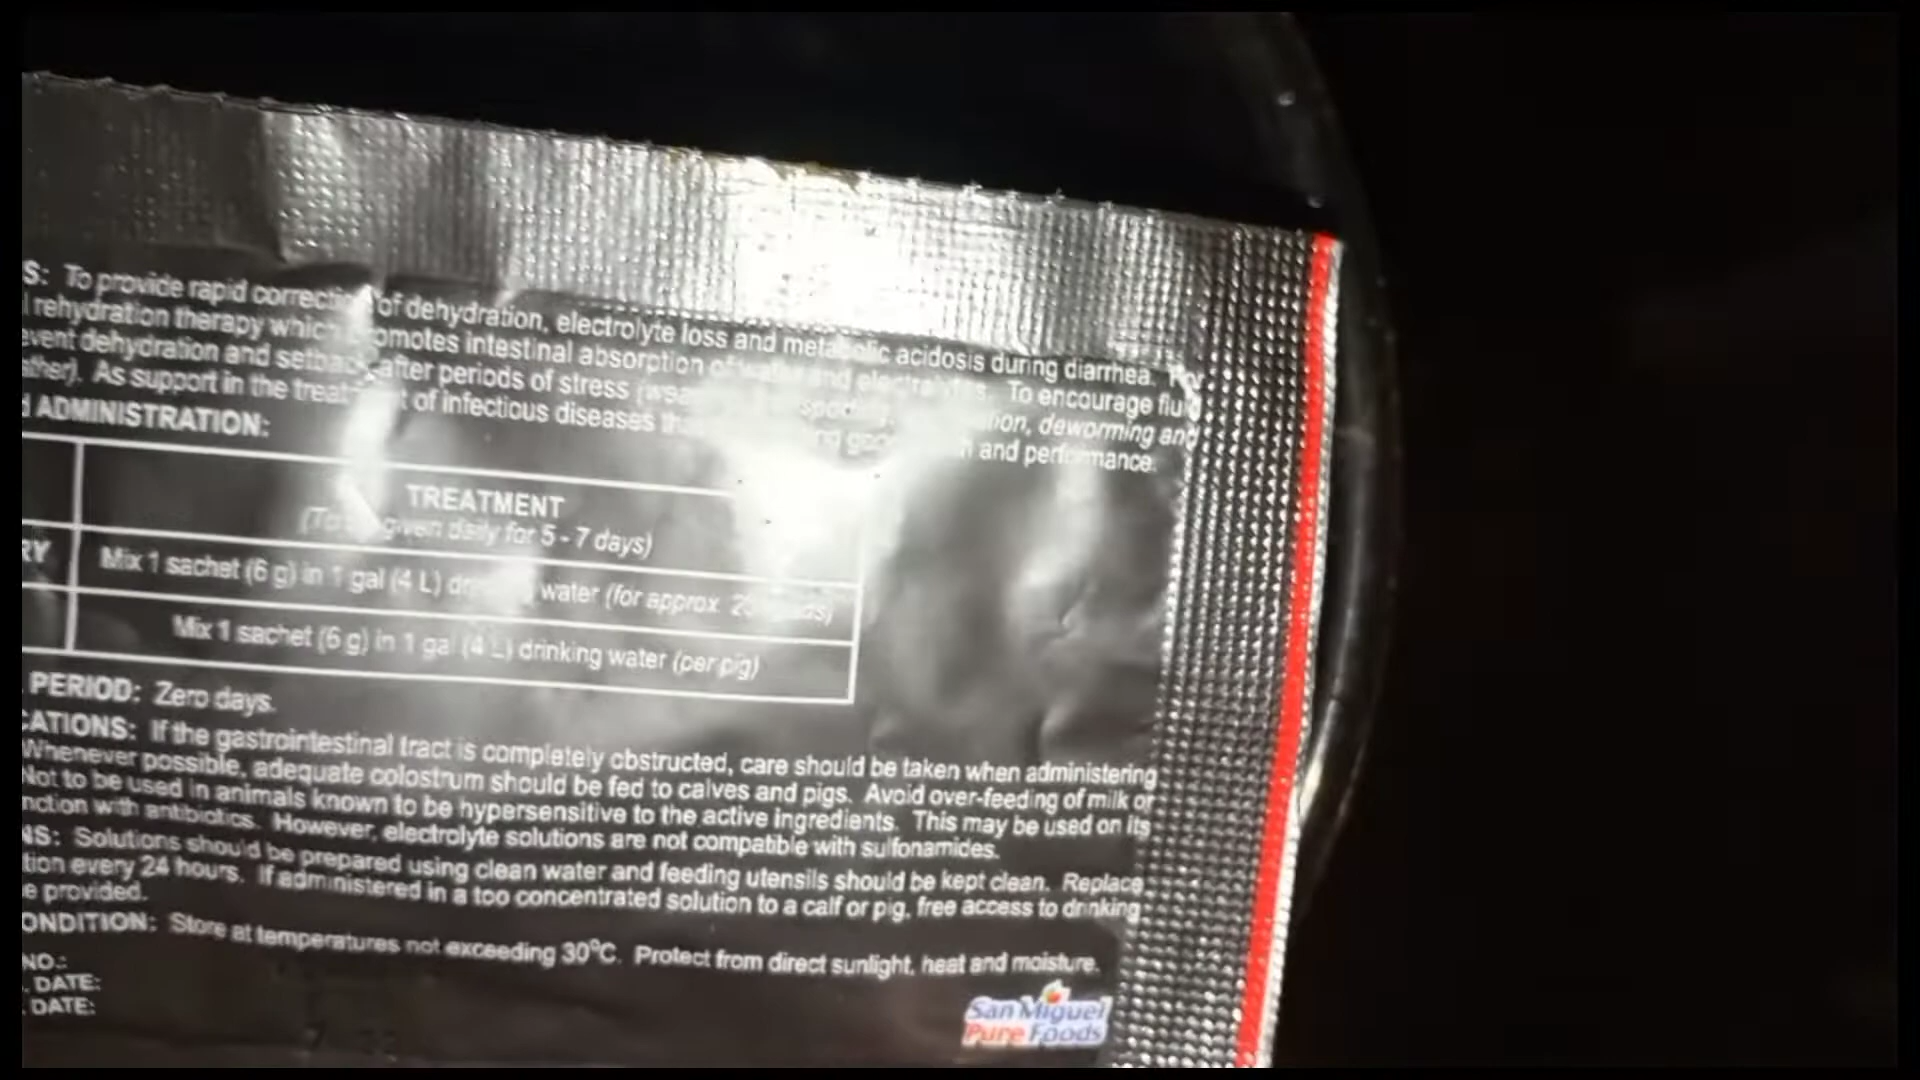 S: To provide rapid correction of dehydration, electrolyte loss and metabolic acidosis during diarrhea. For
l rehydration therapy which promotes intestinal absorption of water and electrolytes. To encourage fluid
event dehydration and setback after periods of stress
ation, deworming and
ather). As support in the treatment of infectious diseases
and performance.
ADMINISTRATION:
TREATMENT
(To be given daily for 5 - 7 days)
RY Mix 1 sachet (6 g) in 1 gal (4 L) drinking water (for approx.
Mix 1 sachet (6 g) in 1 gal (4 L) drinking water (per pig)
PERIOD: Zero days.
CATIONS: If the gastrointestinal tract is completely obstructed, care should be taken when administering
Whenever possible, adequate colostrum should be fed to calves and pigs. Avoid over-feeding of milk or
Not to be used in animals known to be hypersensitive to the active ingredients. This may be used on its
nction with antibiotics. However, electrolyte solutions are not compatible with sulfonamides.
NS: Solutions should be prepared using clean water and feeding utensils should be kept clean. Replace
tion every 24 hours. If administered in a too concentrated solution to a calf or pig, free access to drinking
e provided.
ONDITION: Store at temperatures not exceeding 30°C. Protect from direct sunlight, heat and moisture.
NO.:
. DATE:
. DATE:
San Miguel
Pure Foods